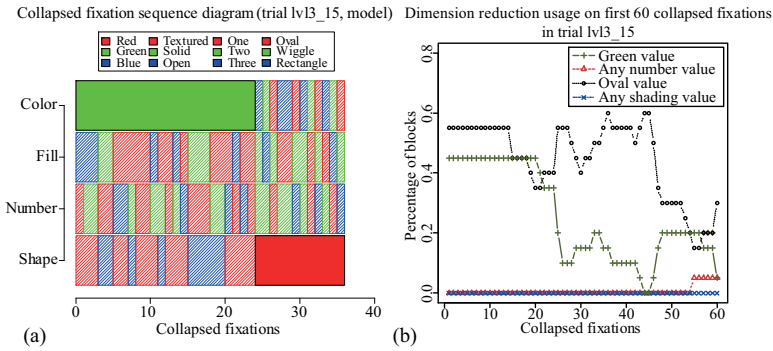 Collapsed fixation sequence diagram (trial lvl3_15, model)
Red Textured One Oval
Green Solid Two Wiggle
Blue Open Three Rectangle
Color
Fill
Number
Shape
0 10 20 30 40
Collapsed fixations
(a)
Dimension reduction usage on first 60 collapsed fixations
in trial lvl3_15
Green value
Any number value
Oval value
Any shading value
Percentage of blocks
0.8
0.6
0.4
0.2
0.0
0 10 20 30 40 50 60
Collapsed fixations
(b)